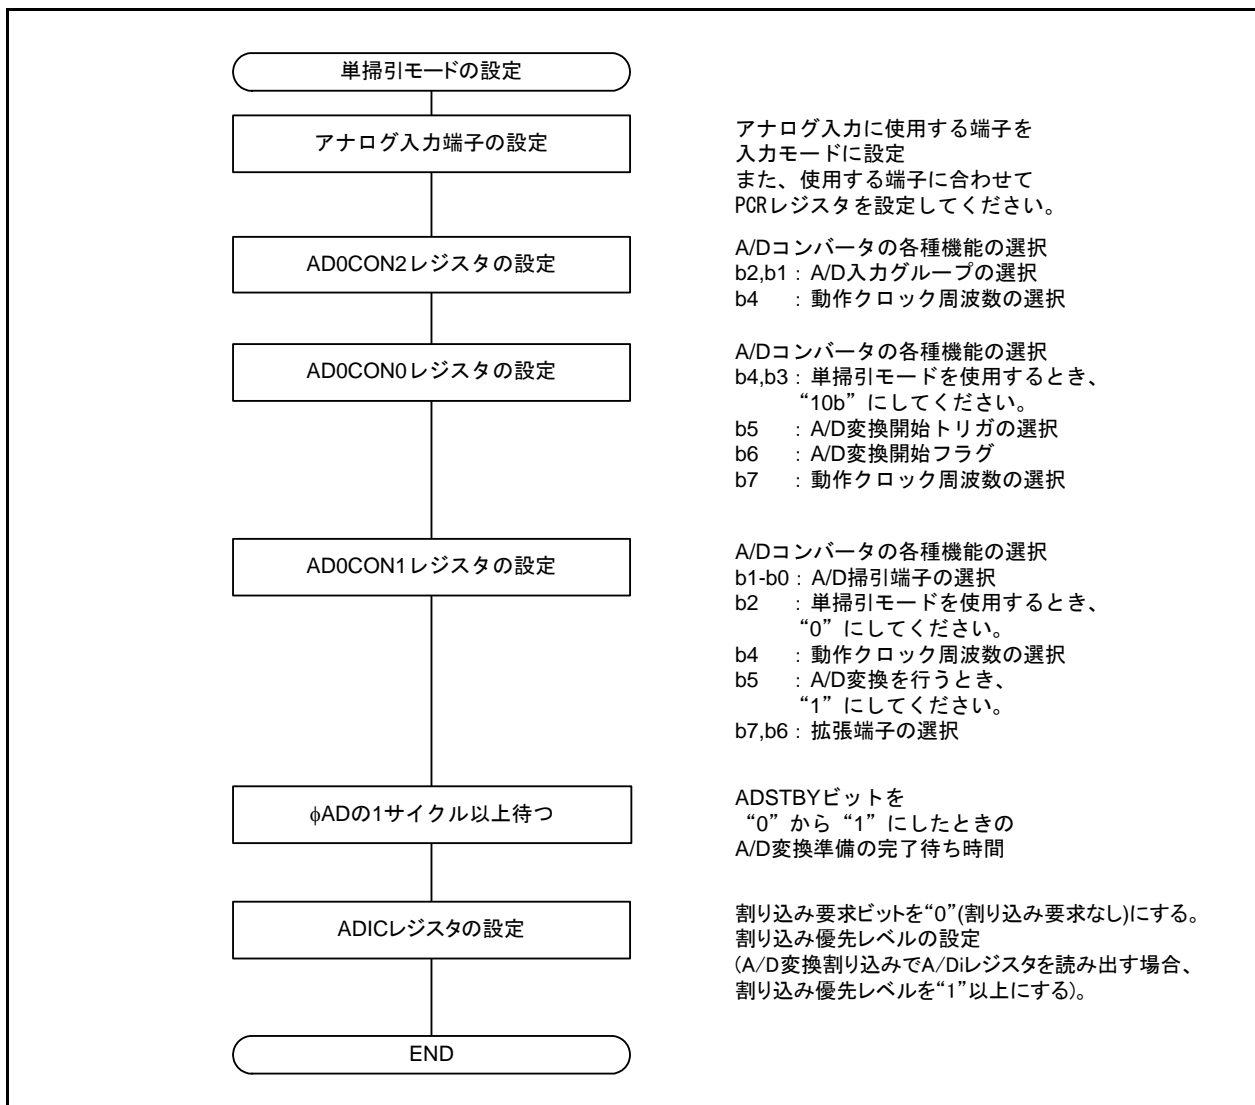 単掃引モードの設定
アナログ入力端子の設定
アナログ入力に使用する端子を
入力モードに設定
また、使用する端子に合わせて
PCRレジスタを設定してください。
AD0CON2レジスタの設定
A/Dコンバータの各種機能の選択
b2,b1 : A/D入力グループの選択
b4 : 動作クロック周波数の選択
AD0CON0レジスタの設定
A/Dコンバータの各種機能の選択
b4,b3 : 単掃引モードを使用するとき、
“10b”にしてください。
b5 : A/D変換開始トリガの選択
b6 : A/D変換開始フラグ
b7 : 動作クロック周波数の選択
AD0CON1レジスタの設定
A/Dコンバータの各種機能の選択
b1-b0 : A/D掃引端子の選択
b2 : 単掃引モードを使用するとき、
“0”にしてください。
b4 : 動作クロック周波数の選択
b5 : A/D変換を行うとき、
“1”にしてください。
b7,b6 : 拡張端子の選択
φADの1サイクル以上待つ
ADSTBYビットを
“0”から“1”にしたときの
A/D変換準備の完了待ち時間
ADICレジスタの設定
割り込み要求ビットを“0”(割り込み要求なし)にする。
割り込み優先レベルの設定
(A/D変換割り込みでA/Diレジスタを読み出す場合、
割り込み優先レベルを“1”以上にする)。
END